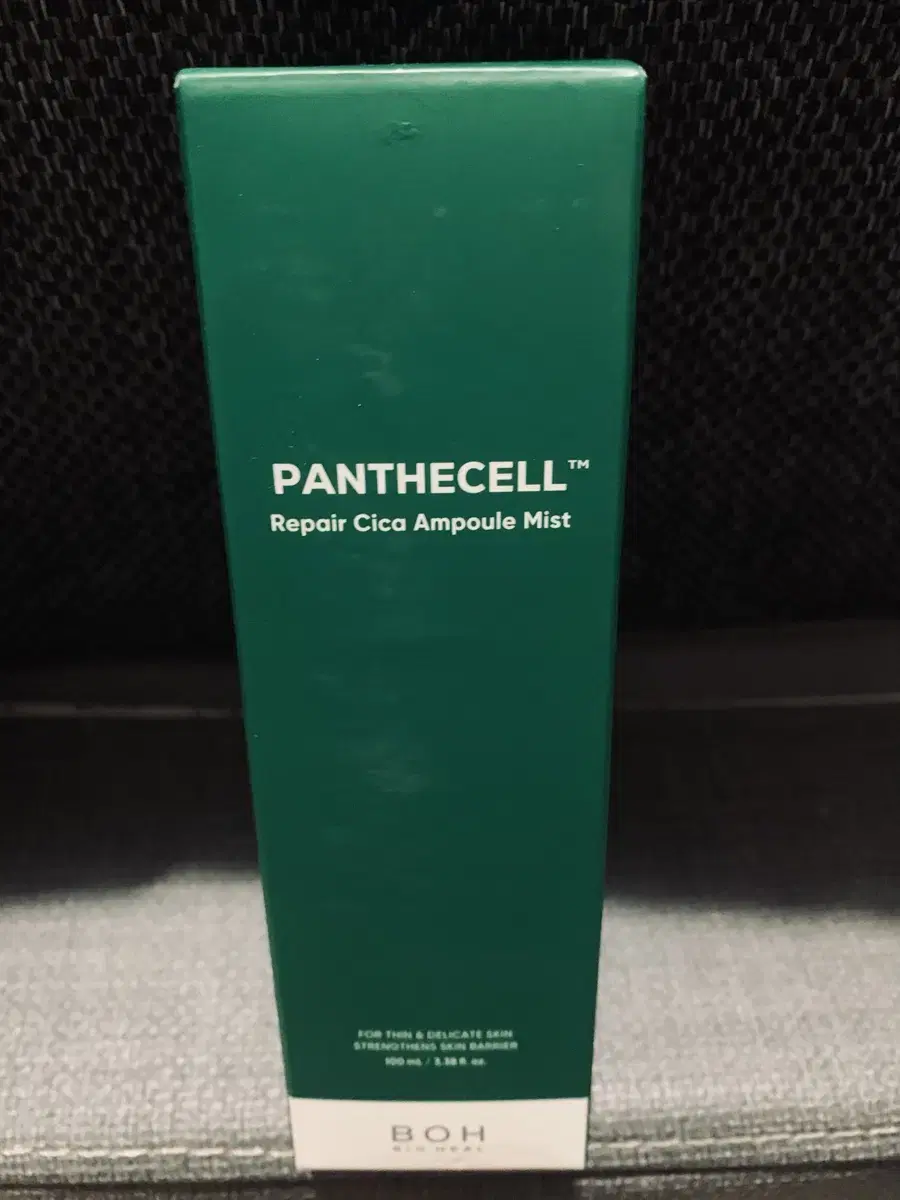 PANTHECELL™
Repair Cica Ampoule Mist
FOR THIN & DELICATE SKIN
STRENGTHENS SKIN BARRIER
100 mL / 3.38 fl. oz.
BOH
BIO HEAL